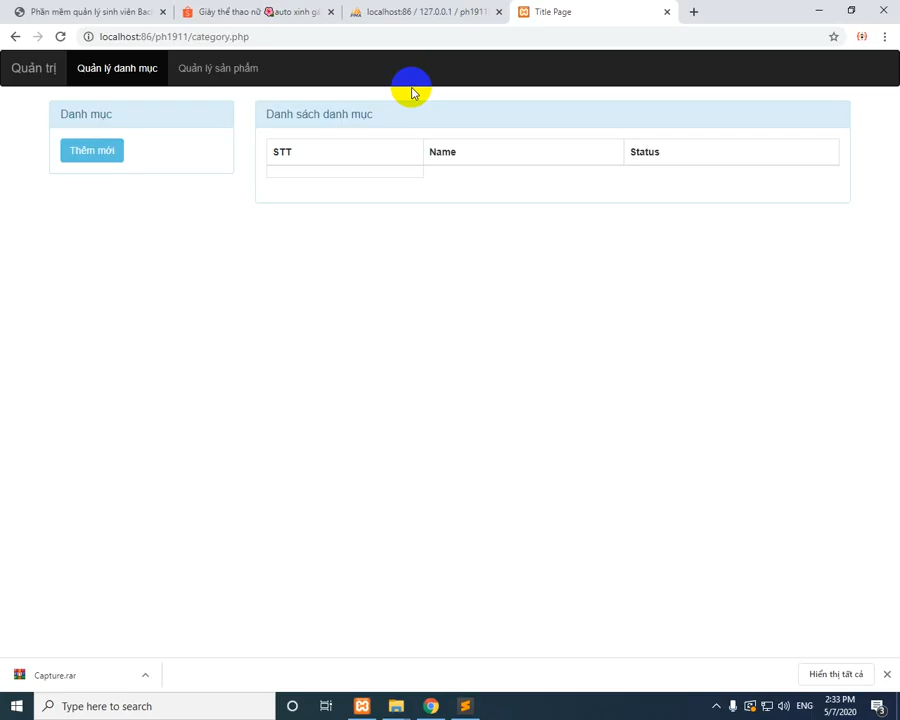 Phần mềm quản lý sinh viên Bacl
Giày thể thao nữ auto xinh gá
localhost:86 / 127.0.0.1 / ph1911
Title Page
localhost:86/ph1911/category.php
Quản trị
Quản lý danh mục
Quản lý sản phẩm
Danh mục
Thêm mới
Danh sách danh mục
STT
Name
Status
Capture.rar
Hiển thị tất cả
Type here to search
ENG
2:33 PM
5/7/2020
3